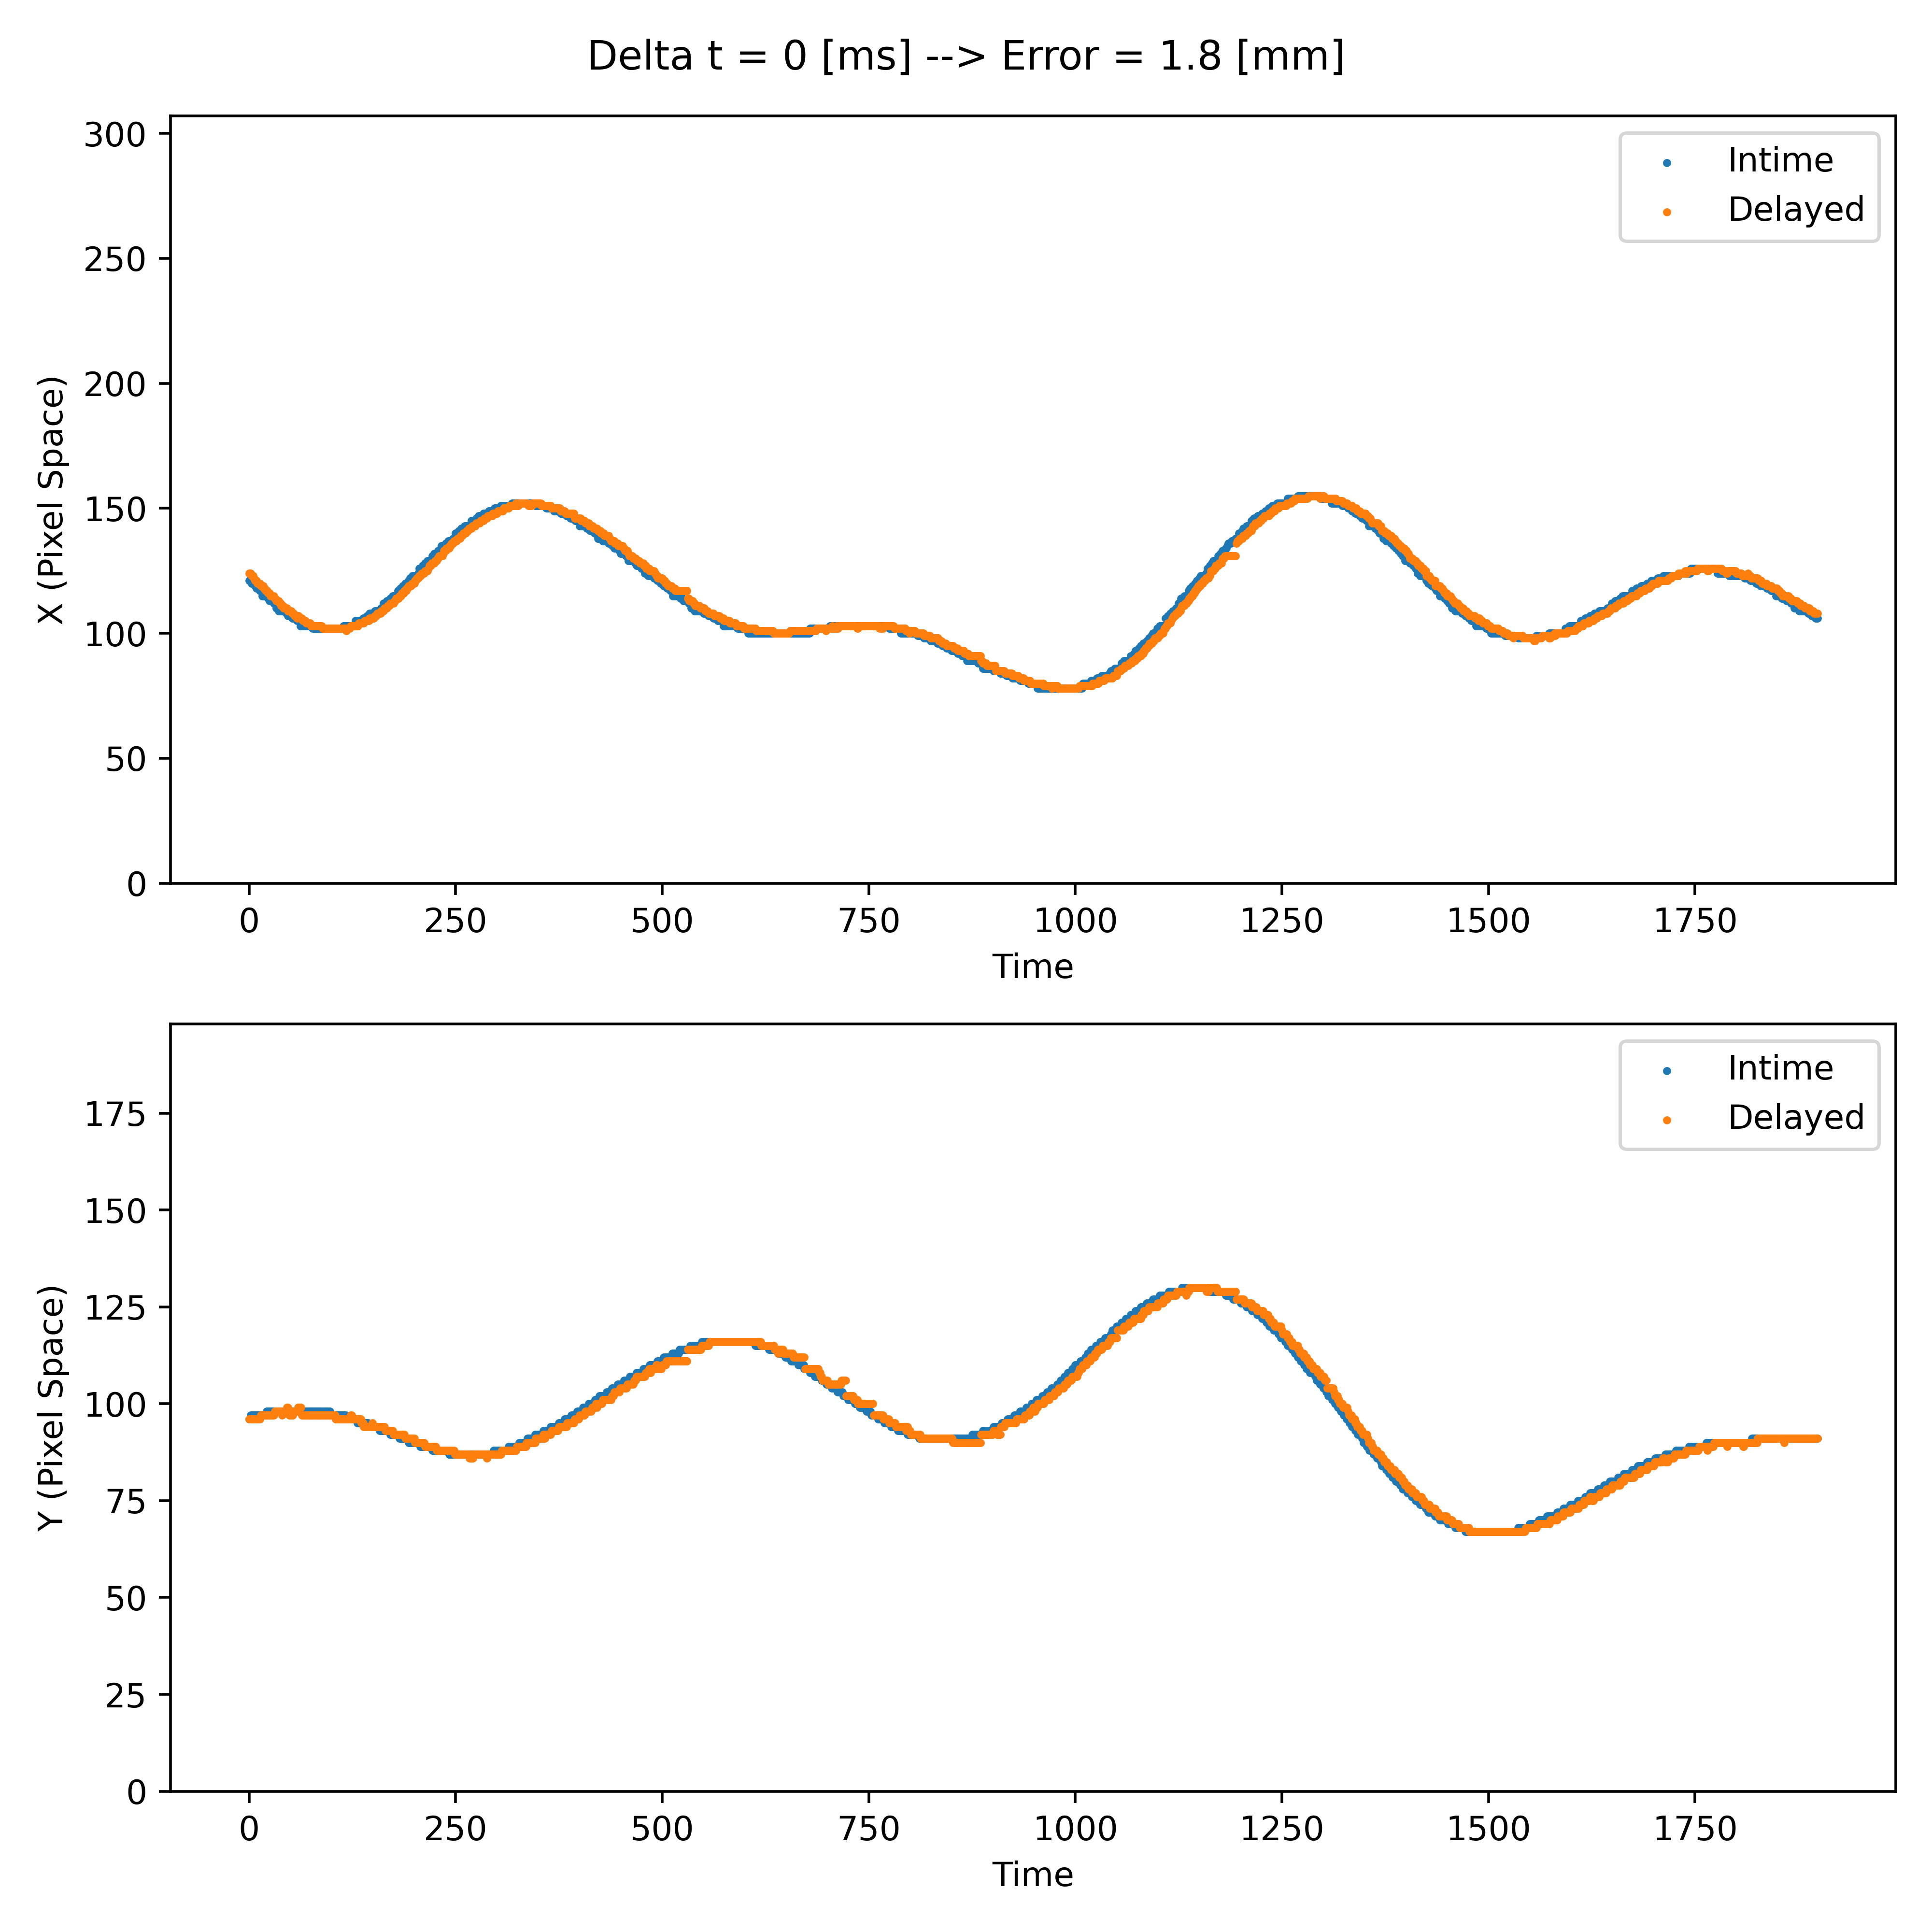 Delta t = 0 [ms] --> Error = 1.8 [mm]
300
250
200
150
100
50
0
X (Pixel Space)
Intime
Delayed
0 250 500 750 1000 1250 1500 1750
Time
175
150
125
100
75
50
25
0
Y (Pixel Space)
Intime
Delayed
0 250 500 750 1000 1250 1500 1750
Time